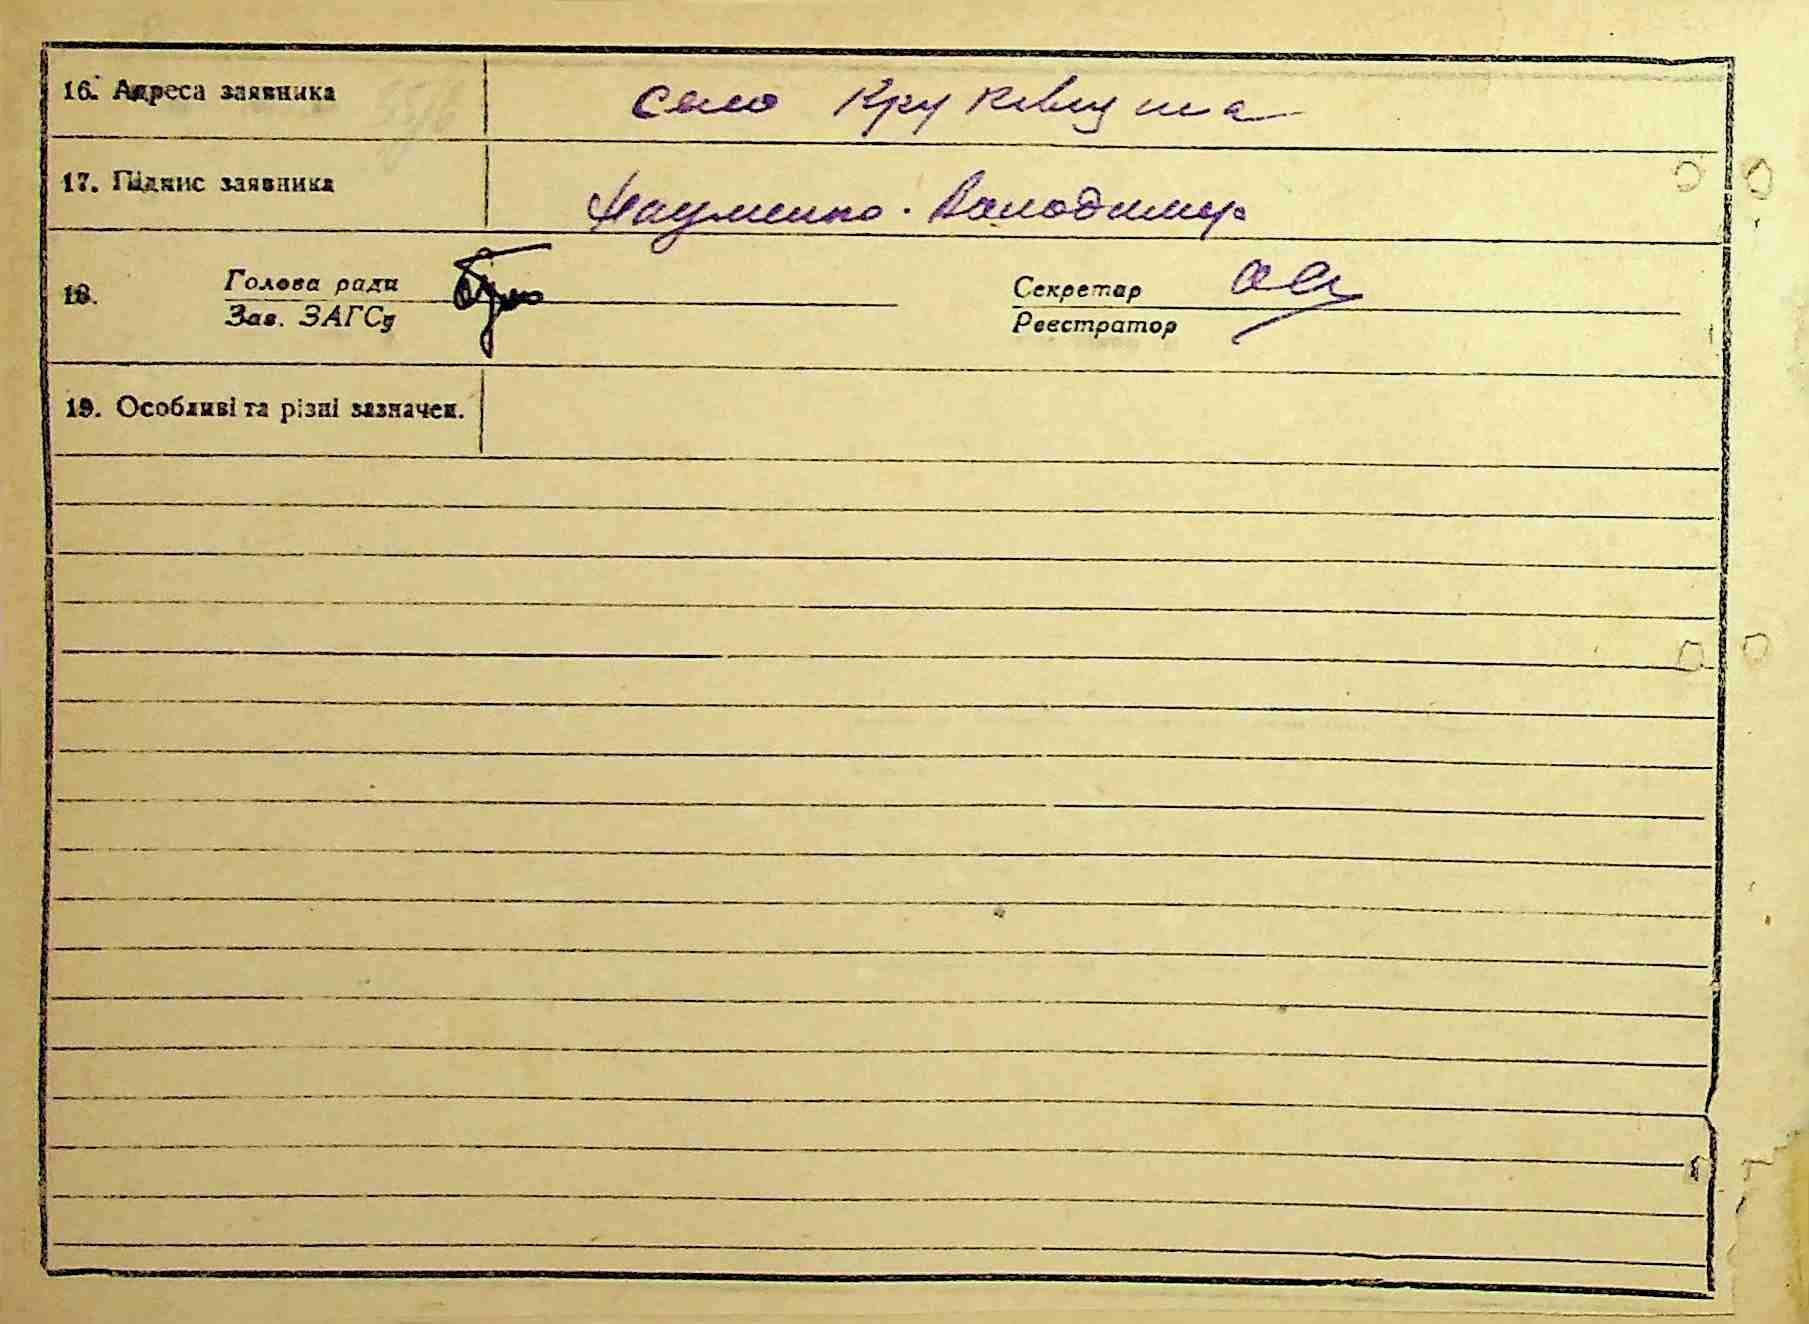 16. Адреса заявника село Круківщина
17. Підпис заявника Науменко. Володимир
18. Голова ради Секретар
Зав. ЗАГСу Реєстратор
19. Особливі та різні зазначен.